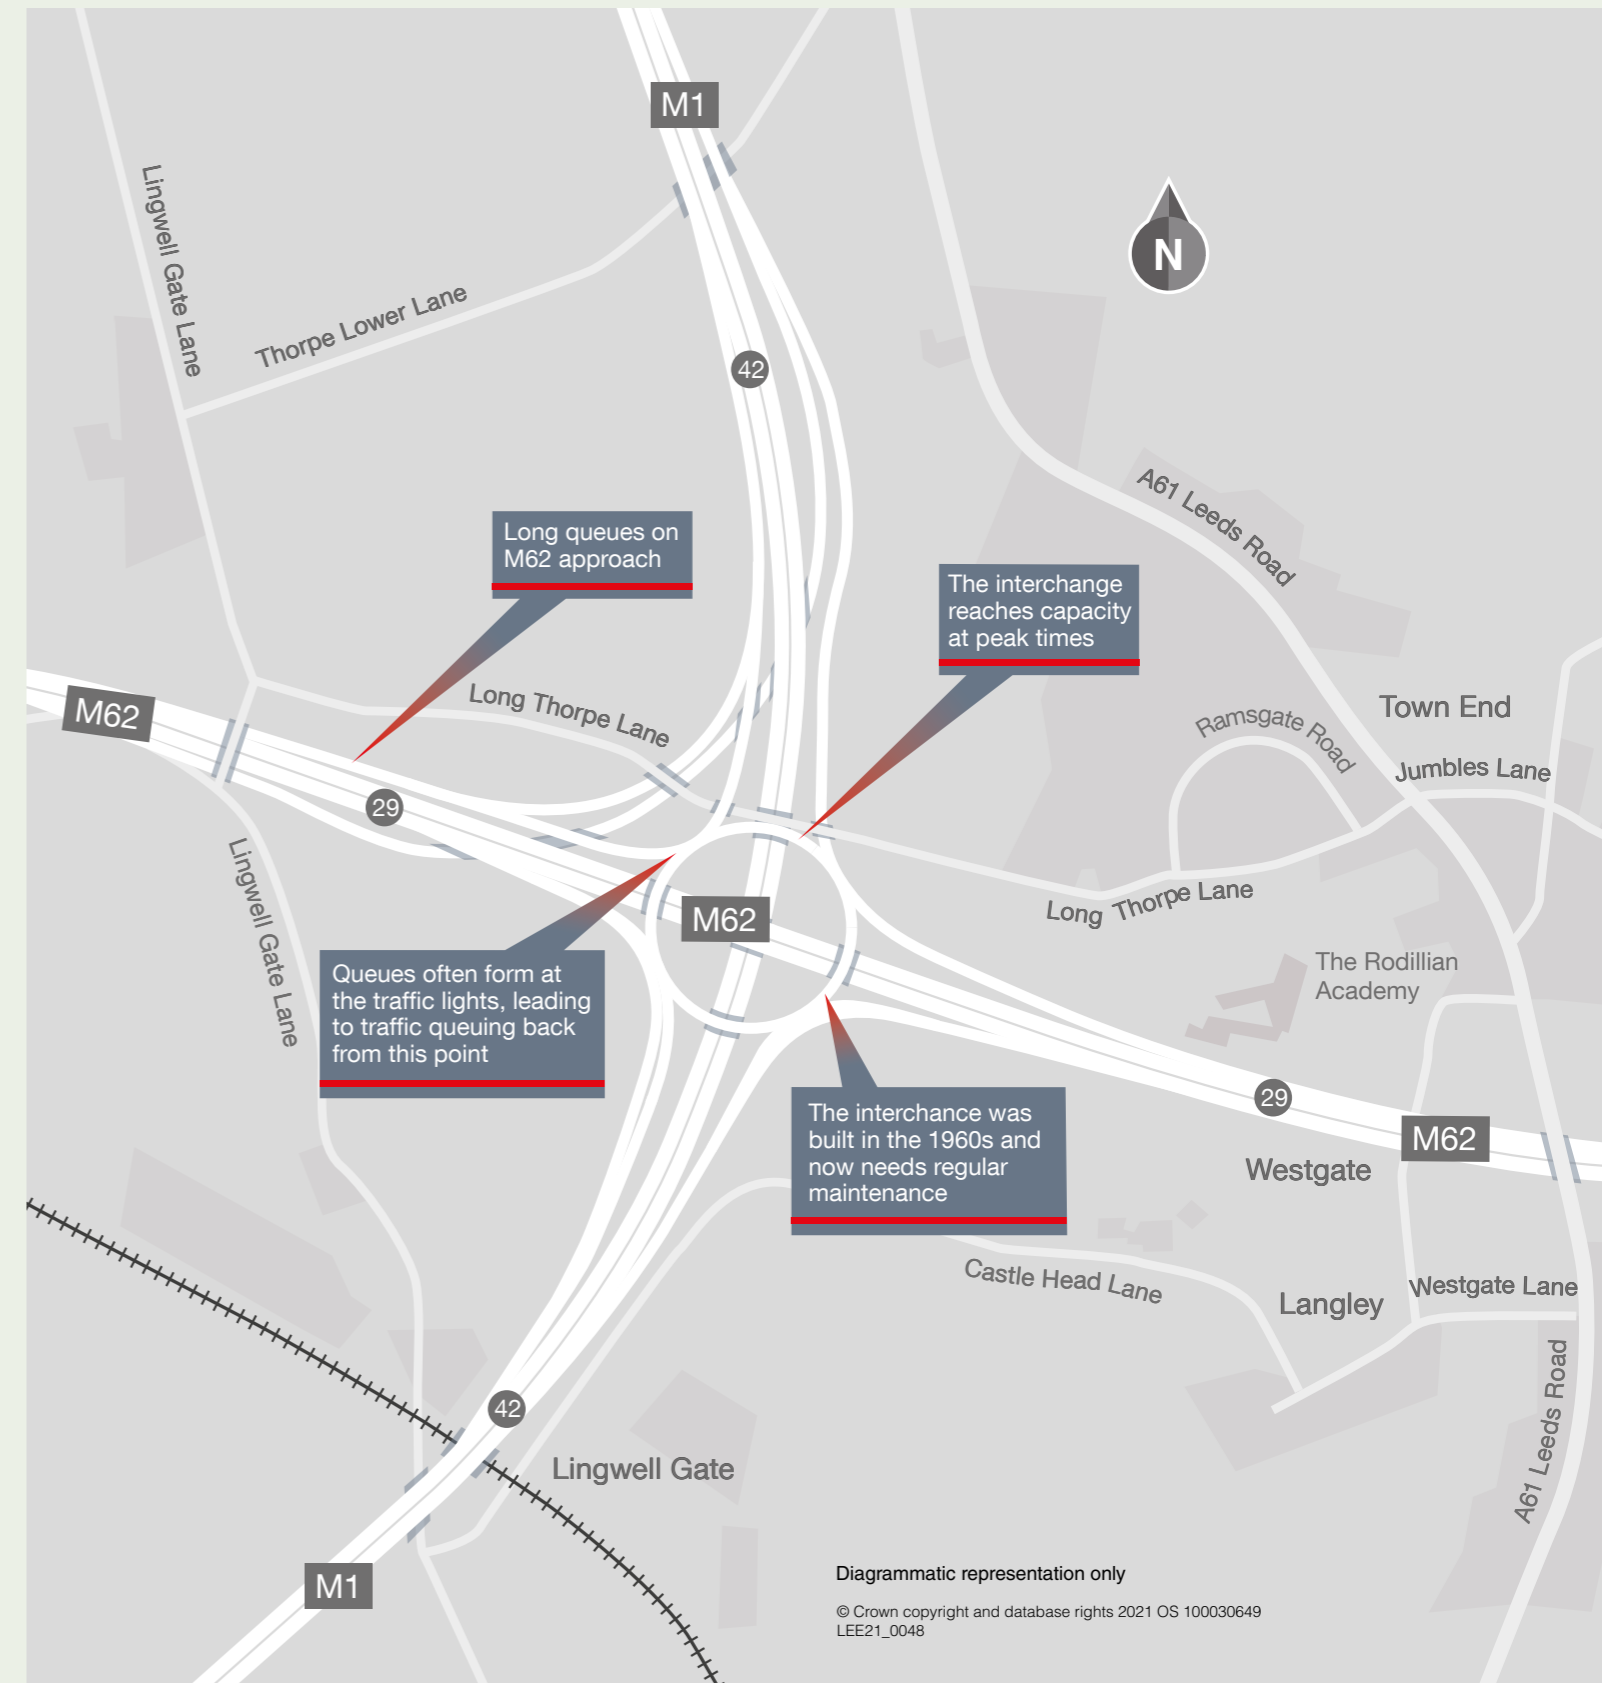 M1
Lingwell Gate Lane
N
Thorpe Lower Lane
42
A61 Leeds Road
Long queues on
M62 approach
The interchange
reaches capacity
at peak times
M62
Long Thorpe Lane
Town End
Ramsgate Road
Jumbles Lane
29
Lingwell Gate Lane
M62
Long Thorpe Lane
The Rodillian
Academy
Queues often form at
the traffic lights, leading
to traffic queuing back
from this point
29
The interchance was
built in the 1960s and
now needs regular
maintenance
M62
Westgate
Castle Head Lane
Langley
Westgate Lane
42
A61 Leeds Road
Lingwell Gate
M1
Diagrammatic representation only
© Crown copyright and database rights 2021 OS 100030649
LEE21_0048